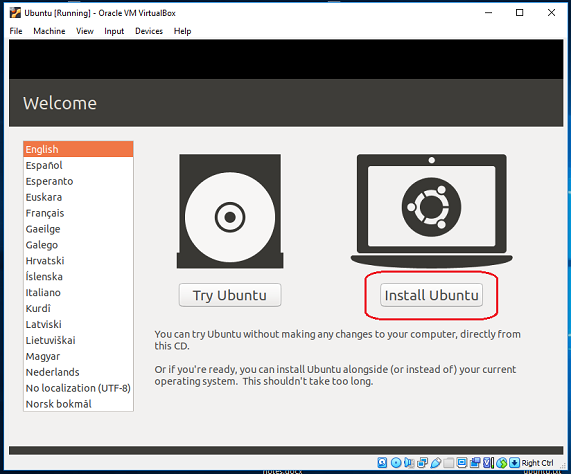 Ubuntu [Running] - Oracle VM VirtualBox
File Machine View Input Devices Help
Welcome
English
Español
Esperanto
Euskara
Français
Gaeilge
Galego
Hrvatski
Íslenska
Italiano
Kurdî
Latviski
Lietuviškai
Magyar
Nederlands
No localization (UTF-8)
Norsk bokmål
Try Ubuntu
Install Ubuntu
You can try Ubuntu without making any changes to your computer, directly from
this CD.
Or if you're ready, you can install Ubuntu alongside (or instead of) your current
operating system. This shouldn't take too long.
Right Ctrl